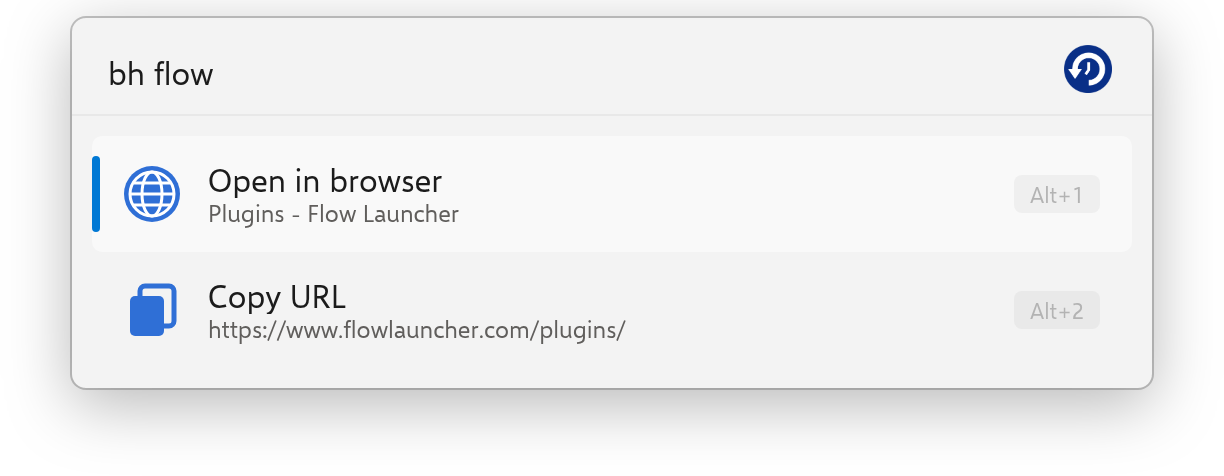 bh flow
Open in browser
Plugins - Flow Launcher
Alt+1
Copy URL
https://www.flowlauncher.com/plugins/
Alt+2